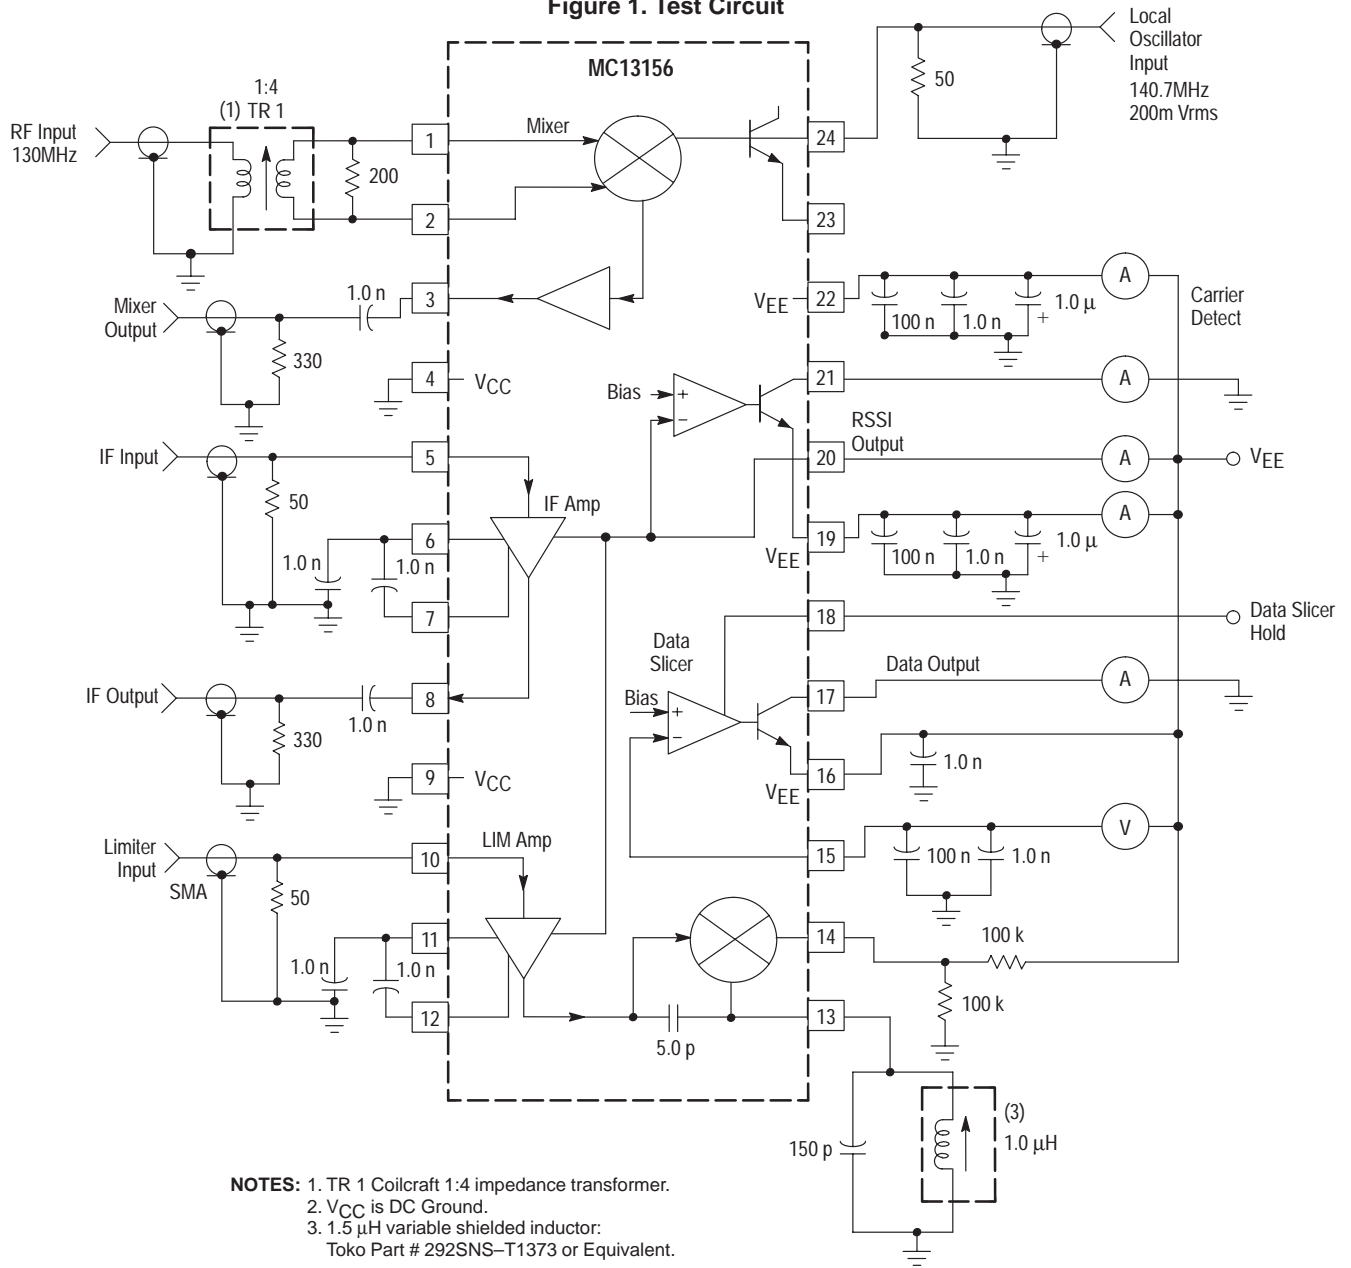 Figure 1. Test Circuit
MC13156
Local
Oscillator
Input
140.7MHz
200m Vrms
50
1:4
(1) TR 1
RF Input
130MHz
200
1
2
Mixer
24
23
Mixer
Output
1.0 n
3
330
4
VCC
VEE
22
100 n
1.0 n
+
1.0 µ
A
Carrier
Detect
Bias
+
−
21
A
RSSI
Output
20
A
VEE
IF Input
5
50
IF Amp
6
1.0 n
1.0 n
7
VEE
19
100 n
1.0 n
+
1.0 µ
A
18
Data Slicer
Hold
Data
Slicer
Bias
+
−
17
Data Output
A
IF Output
8
1.0 n
330
VEE
16
1.0 n
9
VCC
15
100 n
1.0 n
V
Limiter
Input
SMA
10
50
LIM Amp
11
1.0 n
1.0 n
12
14
100 k
100 k
13
5.0 p
150 p
(3)
1.0 µH
NOTES: 1. TR 1 Coilcraft 1:4 impedance transformer.
2. VCC is DC Ground.
3. 1.5 µH variable shielded inductor:
Toko Part # 292SNS–T1373 or Equivalent.